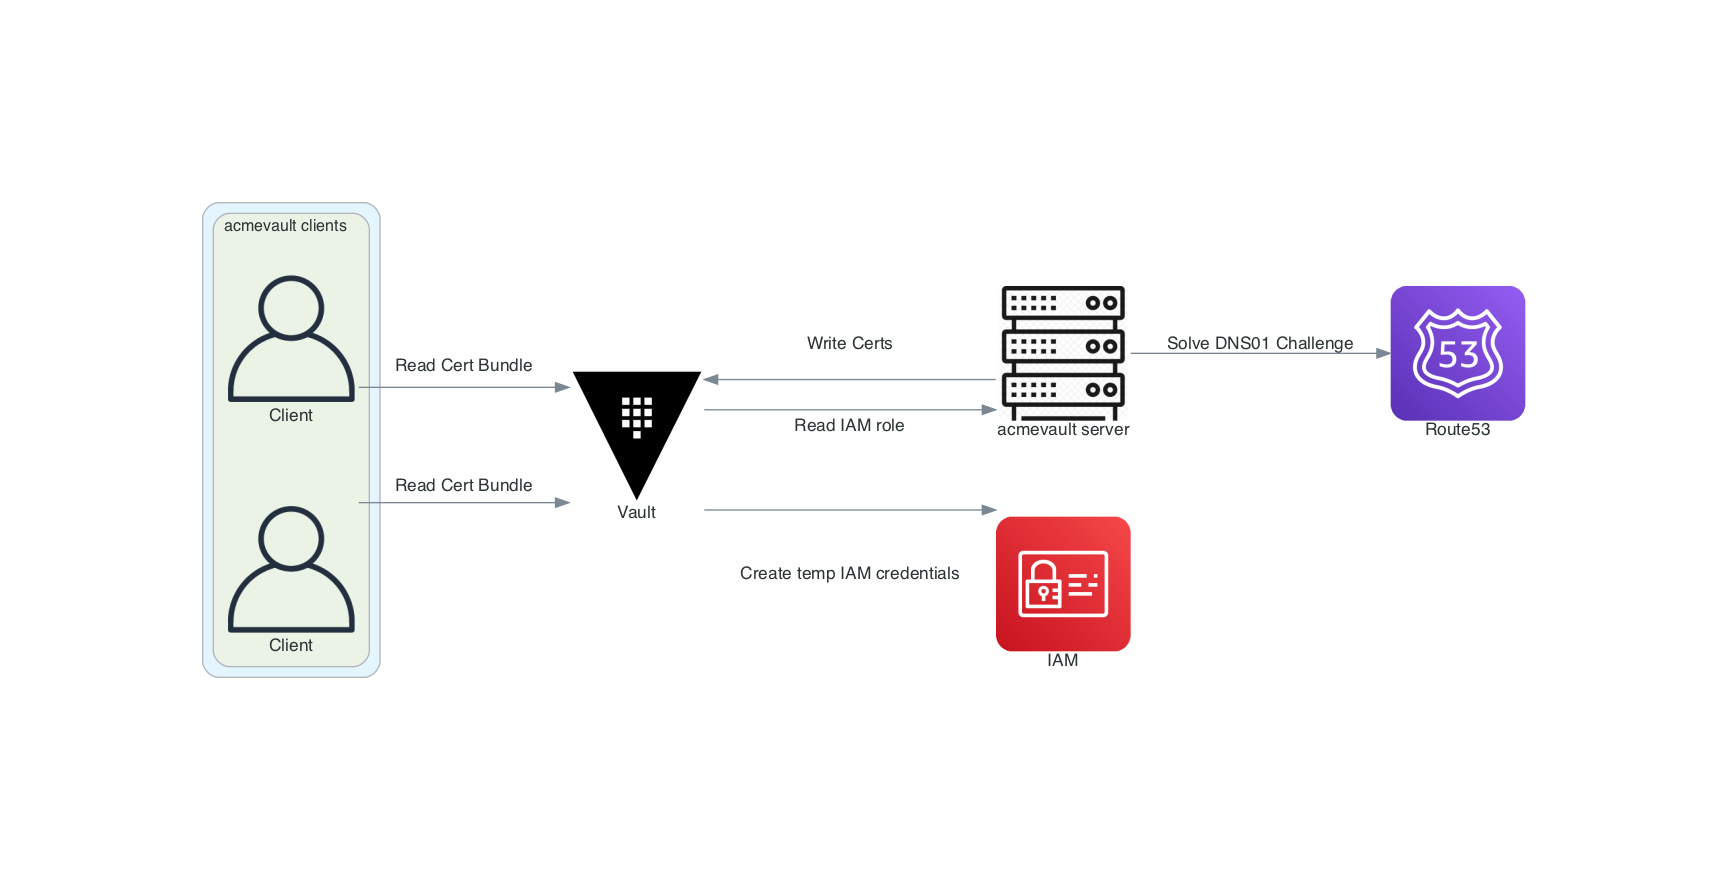 acmevault clients
Client
Client
Read Cert Bundle
Read Cert Bundle
Vault
Write Certs
Read IAM role
Create temp IAM credentials
acmevault server
IAM
Solve DNS01 Challenge
53
Route53